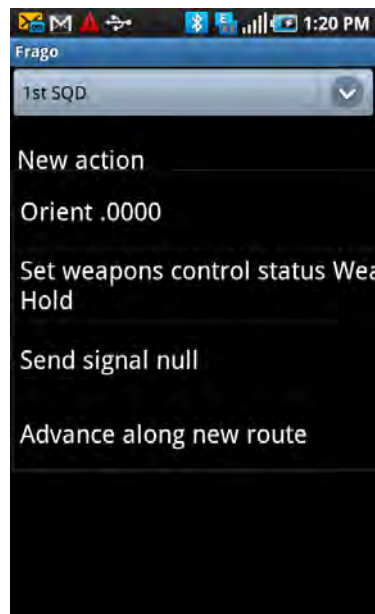 1:20 PM
Frago
1st SQD
New action
Orient .0000
Set weapons control status Wea
Hold
Send signal null
Advance along new route